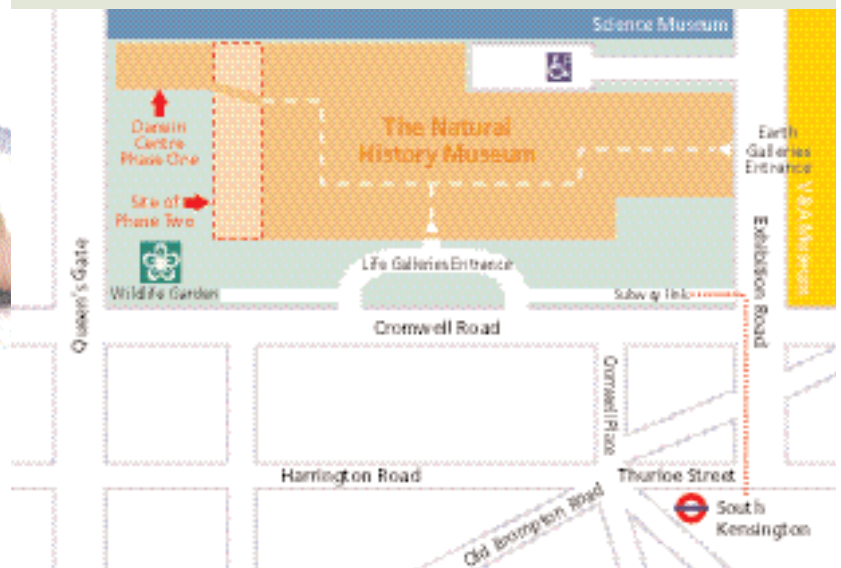 Science Museum
Darwin
Centre
Phase One
The Natural
History Museum
Earth
Galleries
Entrance
V&A Museum
Site of
Phase Two
Queen's Gate
Exhibition Road
Life Galleries Entrance
Wildlife Garden
Subway link
Cromwell Road
Cromwell Place
Harrington Road
Thurloe Street
Old Brompton Road
South
Kensington